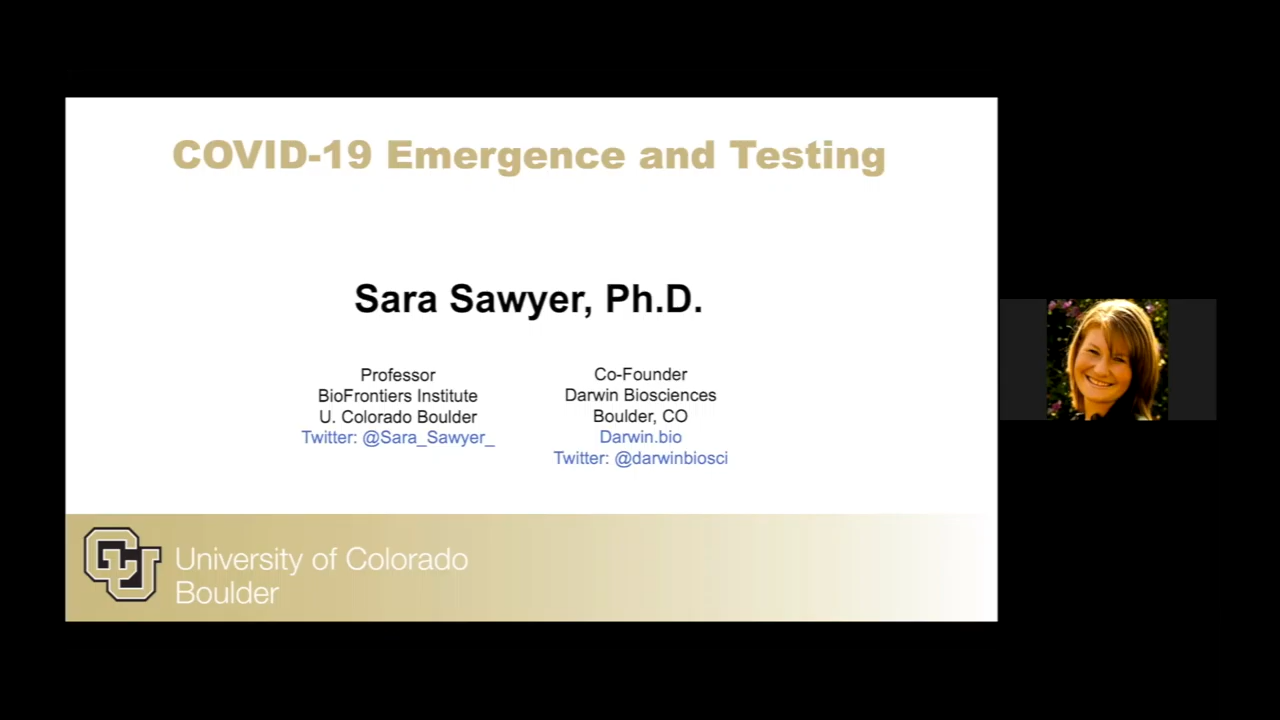 COVID-19 Emergence and Testing
Sara Sawyer, Ph.D.
Professor
BioFrontiers Institute
U. Colorado Boulder
Twitter: @Sara_Sawyer_
Co-Founder
Darwin Biosciences
Boulder, CO
Darwin.bio
Twitter: @darwinbiosci
CU
University of Colorado
Boulder